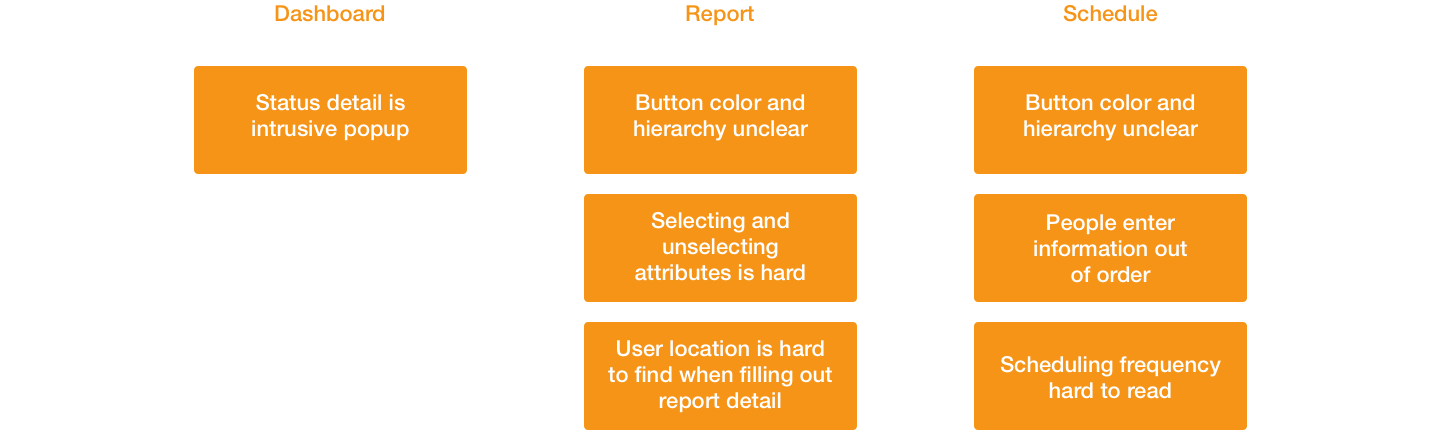 Dashboard
Report
Schedule
Status detail is
intrusive popup
Button color and
hierarchy unclear
Button color and
hierarchy unclear
Selecting and
unselecting
attributes is hard
People enter
information out
of order
User location is hard
to find when filling out
report detail
Scheduling frequency
hard to read